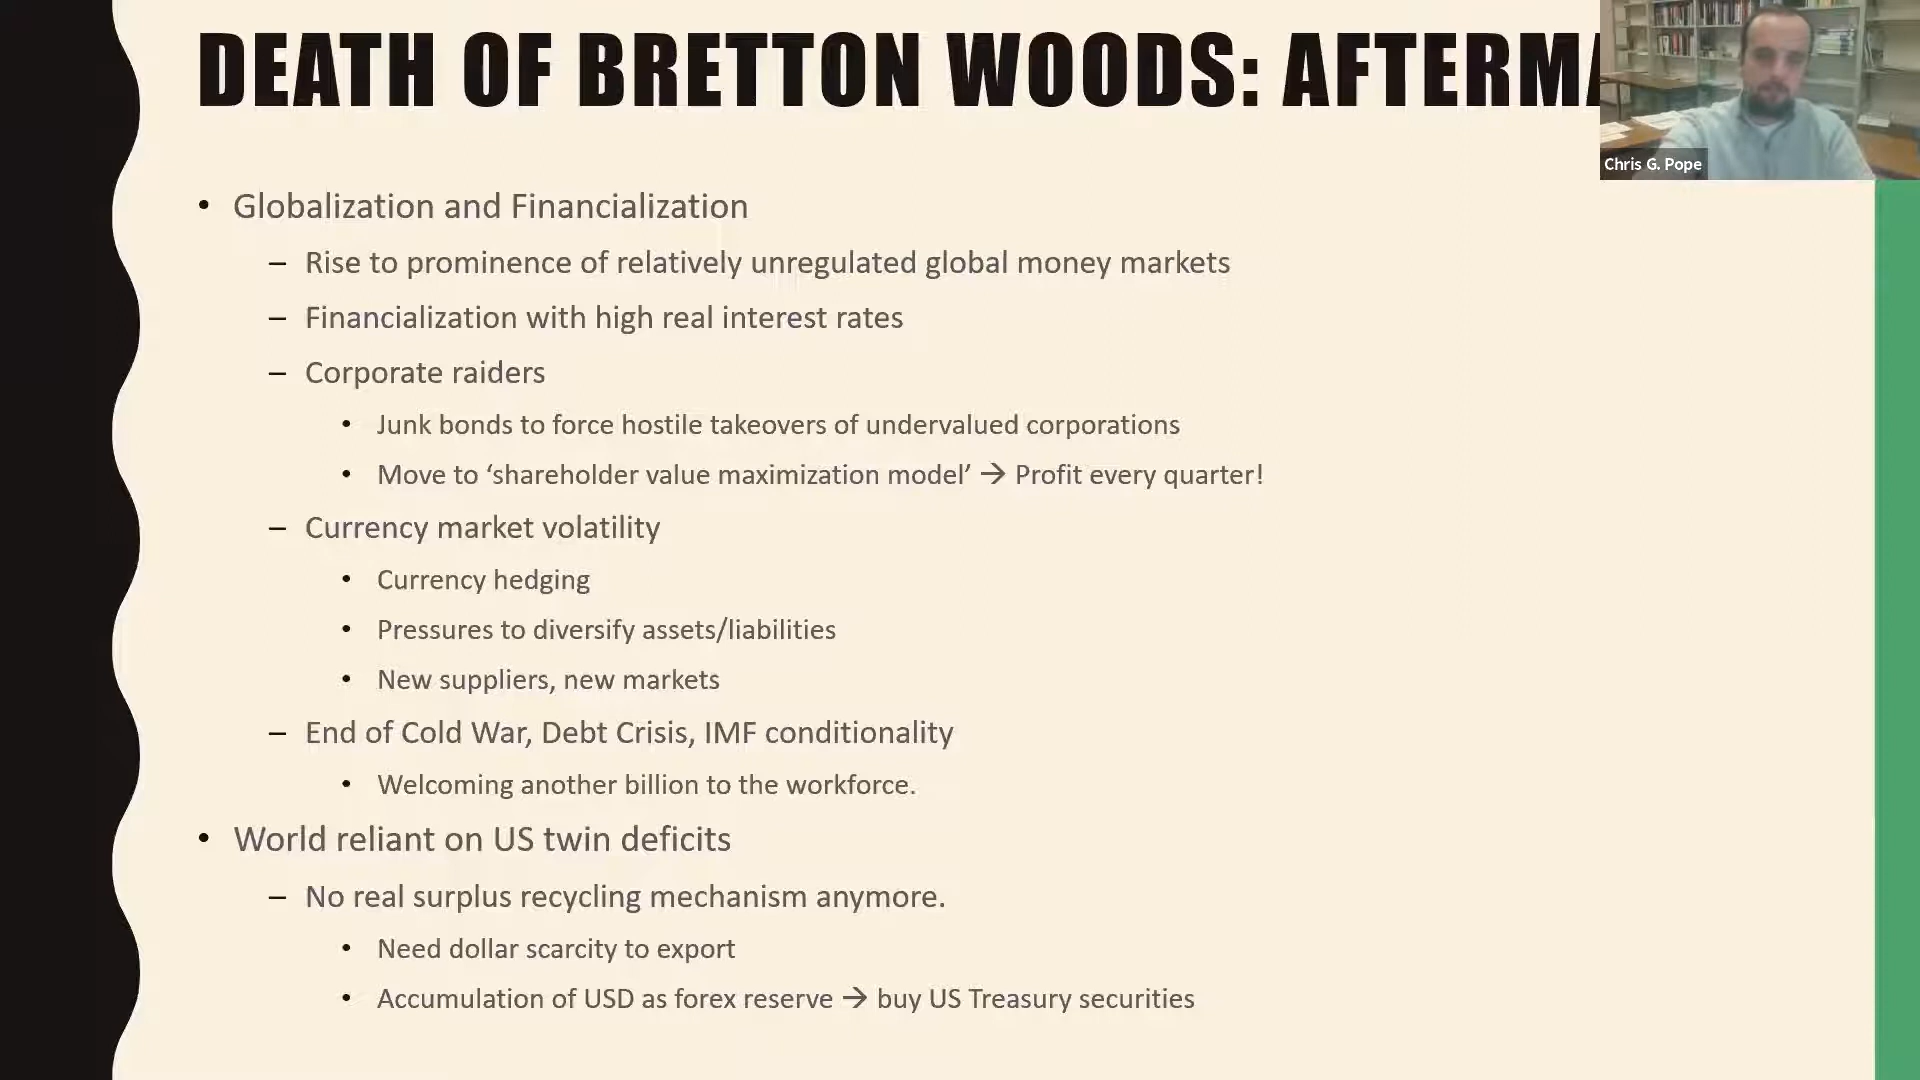 DEATH OF BRETTON WOODS: AFTERMA
Chris G. Pope
• Globalization and Financialization
– Rise to prominence of relatively unregulated global money markets
– Financialization with high real interest rates
– Corporate raiders
• Junk bonds to force hostile takeovers of undervalued corporations
• Move to ‘shareholder value maximization model’ → Profit every quarter!
– Currency market volatility
• Currency hedging
• Pressures to diversify assets/liabilities
• New suppliers, new markets
– End of Cold War, Debt Crisis, IMF conditionality
• Welcoming another billion to the workforce.
• World reliant on US twin deficits
– No real surplus recycling mechanism anymore.
• Need dollar scarcity to export
• Accumulation of USD as forex reserve → buy US Treasury securities